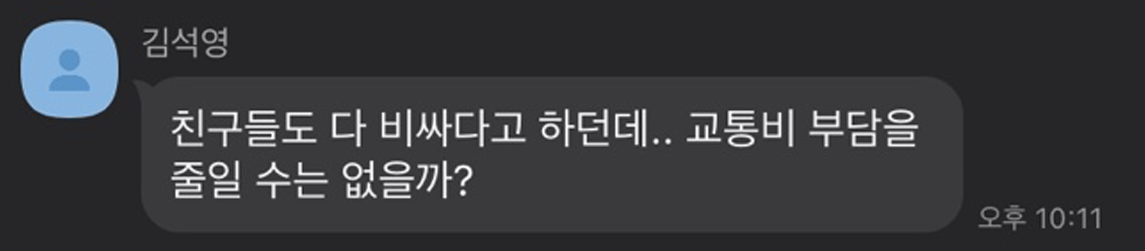 김석영
친구들도 다 비싸다고 하던데.. 교통비 부담을
줄일 수는 없을까?
오후 10:11